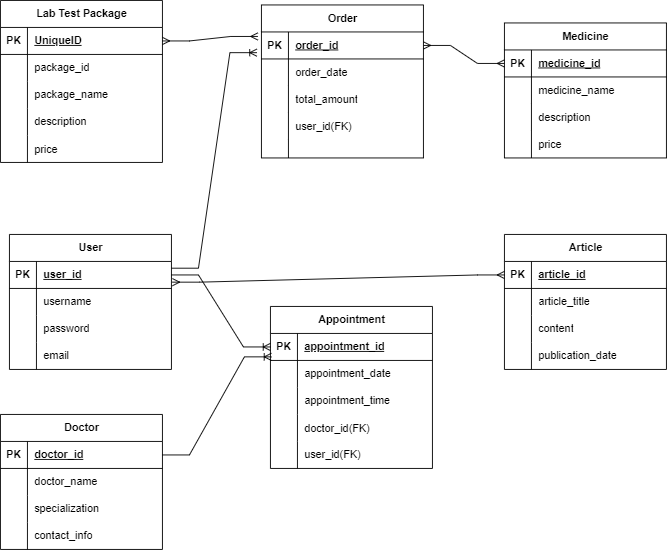 Lab Test Package
PK UniqueID
package_id
package_name
description
price
Order
PK order_id
order_date
total_amount
user_id(FK)
Medicine
PK medicine_id
medicine_name
description
price
User
PK user_id
username
password
email
Article
PK article_id
article_title
content
publication_date
Appointment
PK appointment_id
appointment_date
appointment_time
doctor_id(FK)
user_id(FK)
Doctor
PK doctor_id
doctor_name
specialization
contact_info